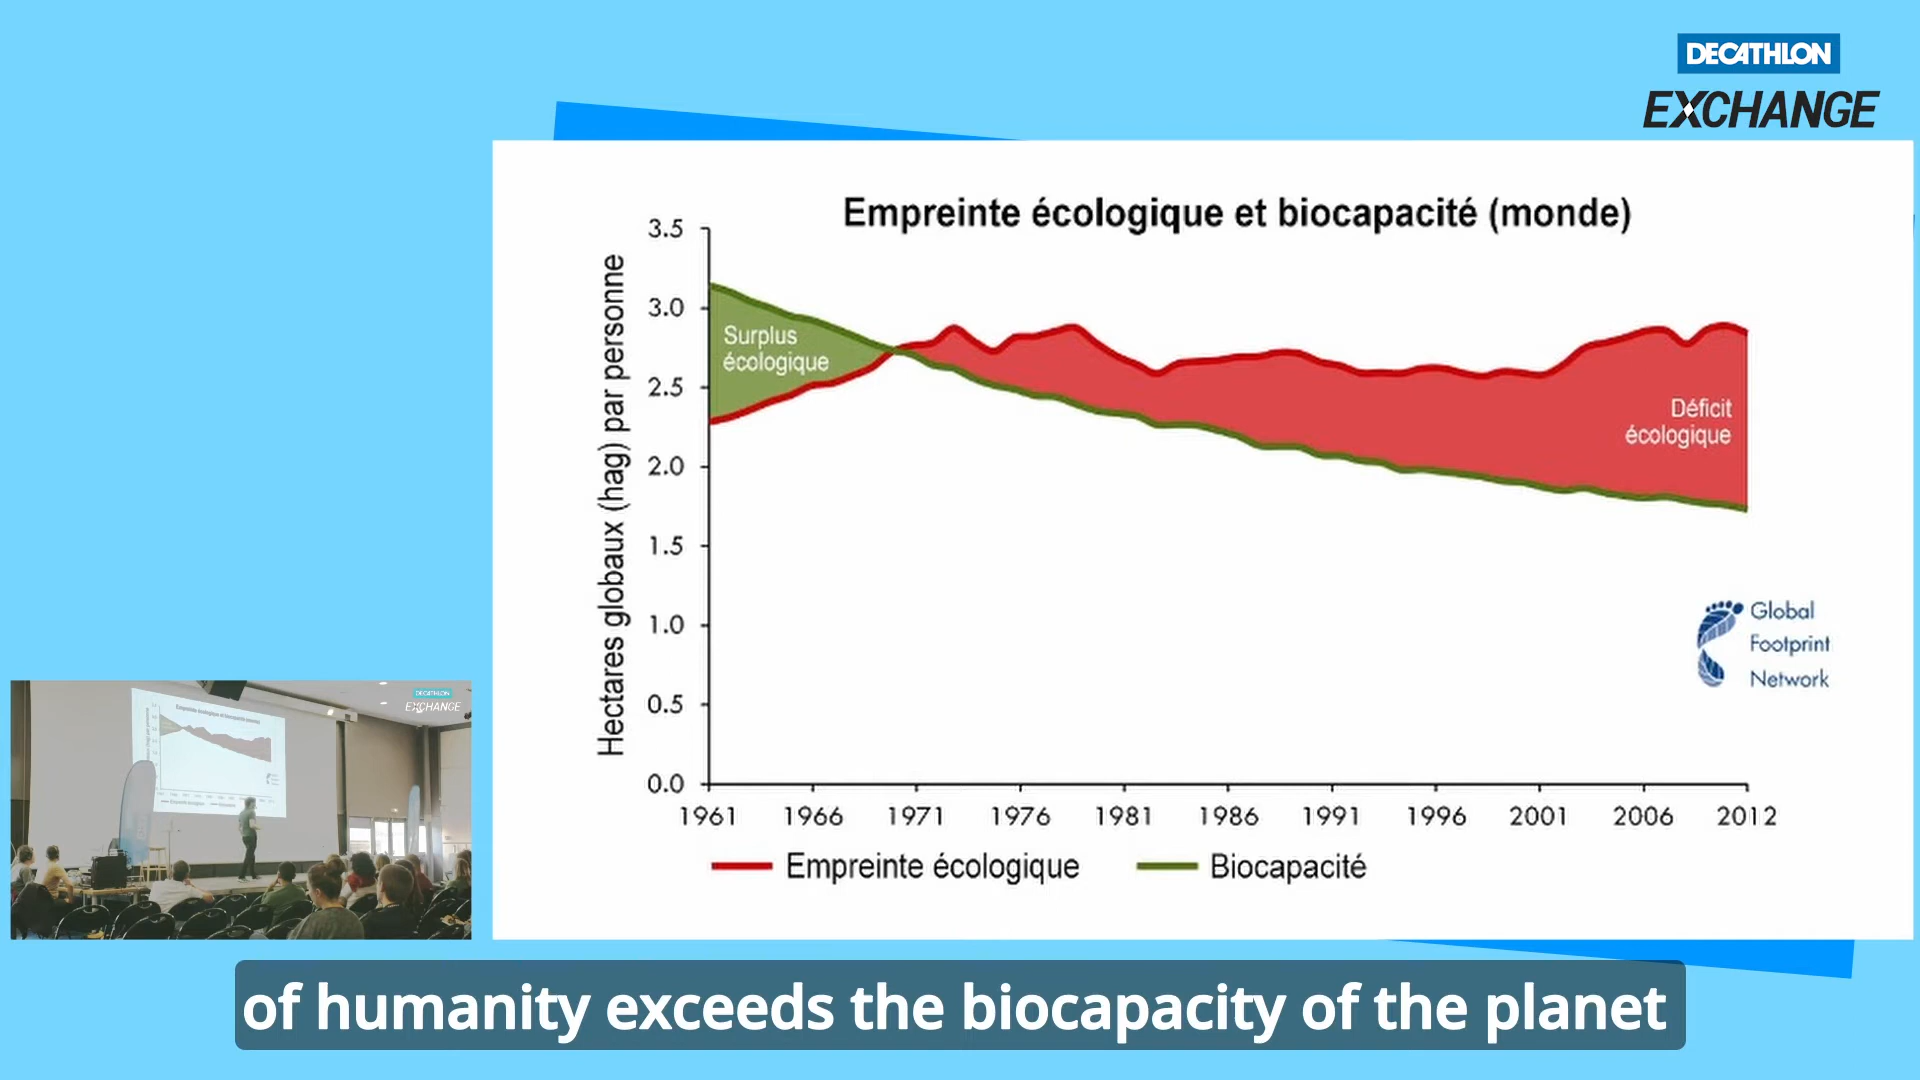 DECATHLON
EXCHANGE
Empreinte écologique et biocapacité (monde)
Hectares globaux (hag) par personne
3.5
3.0
2.5
2.0
1.5
1.0
0.5
0.0
Surplus
écologique
Déficit
écologique
Global
Footprint
Network
1961 1966 1971 1976 1981 1986 1991 1996 2001 2006 2012
Empreinte écologique Biocapacité
DECATHLON
EXCHANGE
of humanity exceeds the biocapacity of the planet